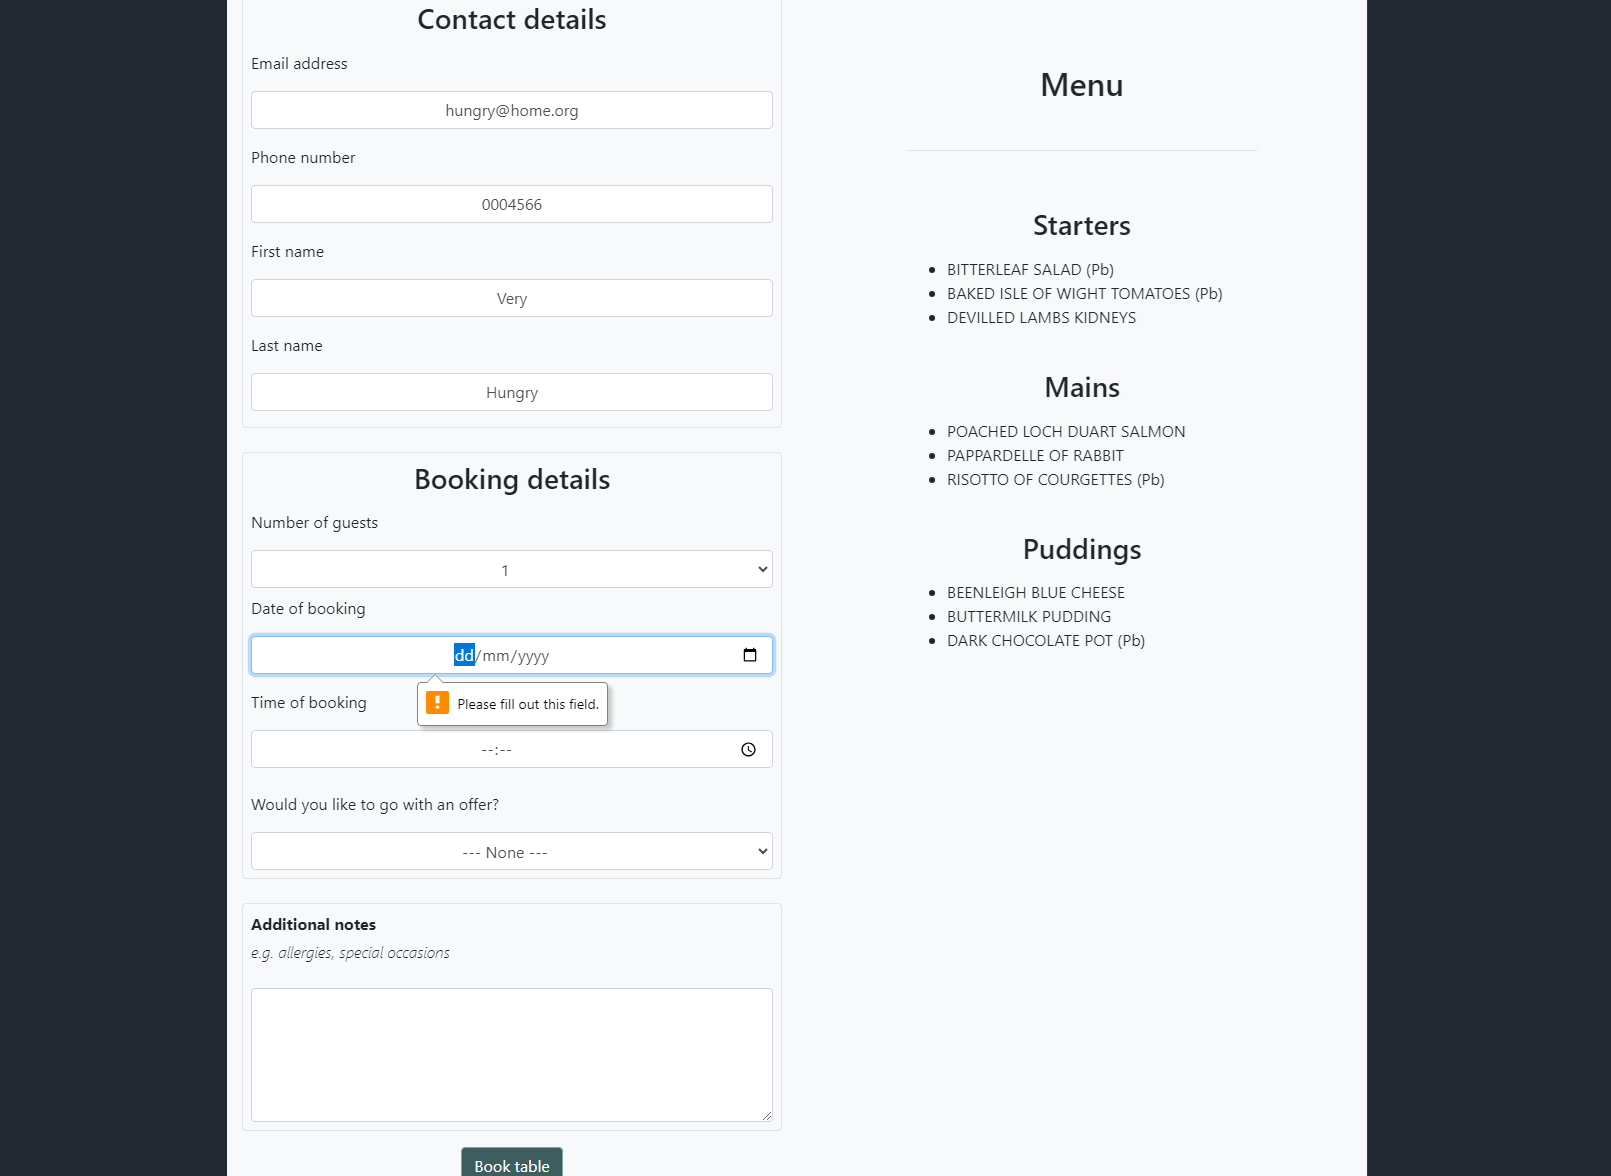 Contact details
Email address
hungry@home.org
Phone number
0004566
First name
Very
Last name
Hungry
Booking details
Number of guests
1
Date of booking
dd/mm/yyyy
Please fill out this field.
Time of booking
--:--
Would you like to go with an offer?
--- None ---
Additional notes
e.g. allergies, special occasions
Book table
Menu
Starters
BITTERLEAF SALAD (Pb)
BAKED ISLE OF WIGHT TOMATOES (Pb)
DEVILLED LAMBS KIDNEYS
Mains
POACHED LOCH DUART SALMON
PAPPARDELLE OF RABBIT
RISOTTO OF COURGETTES (Pb)
Puddings
BEENLEIGH BLUE CHEESE
BUTTERMILK PUDDING
DARK CHOCOLATE POT (Pb)